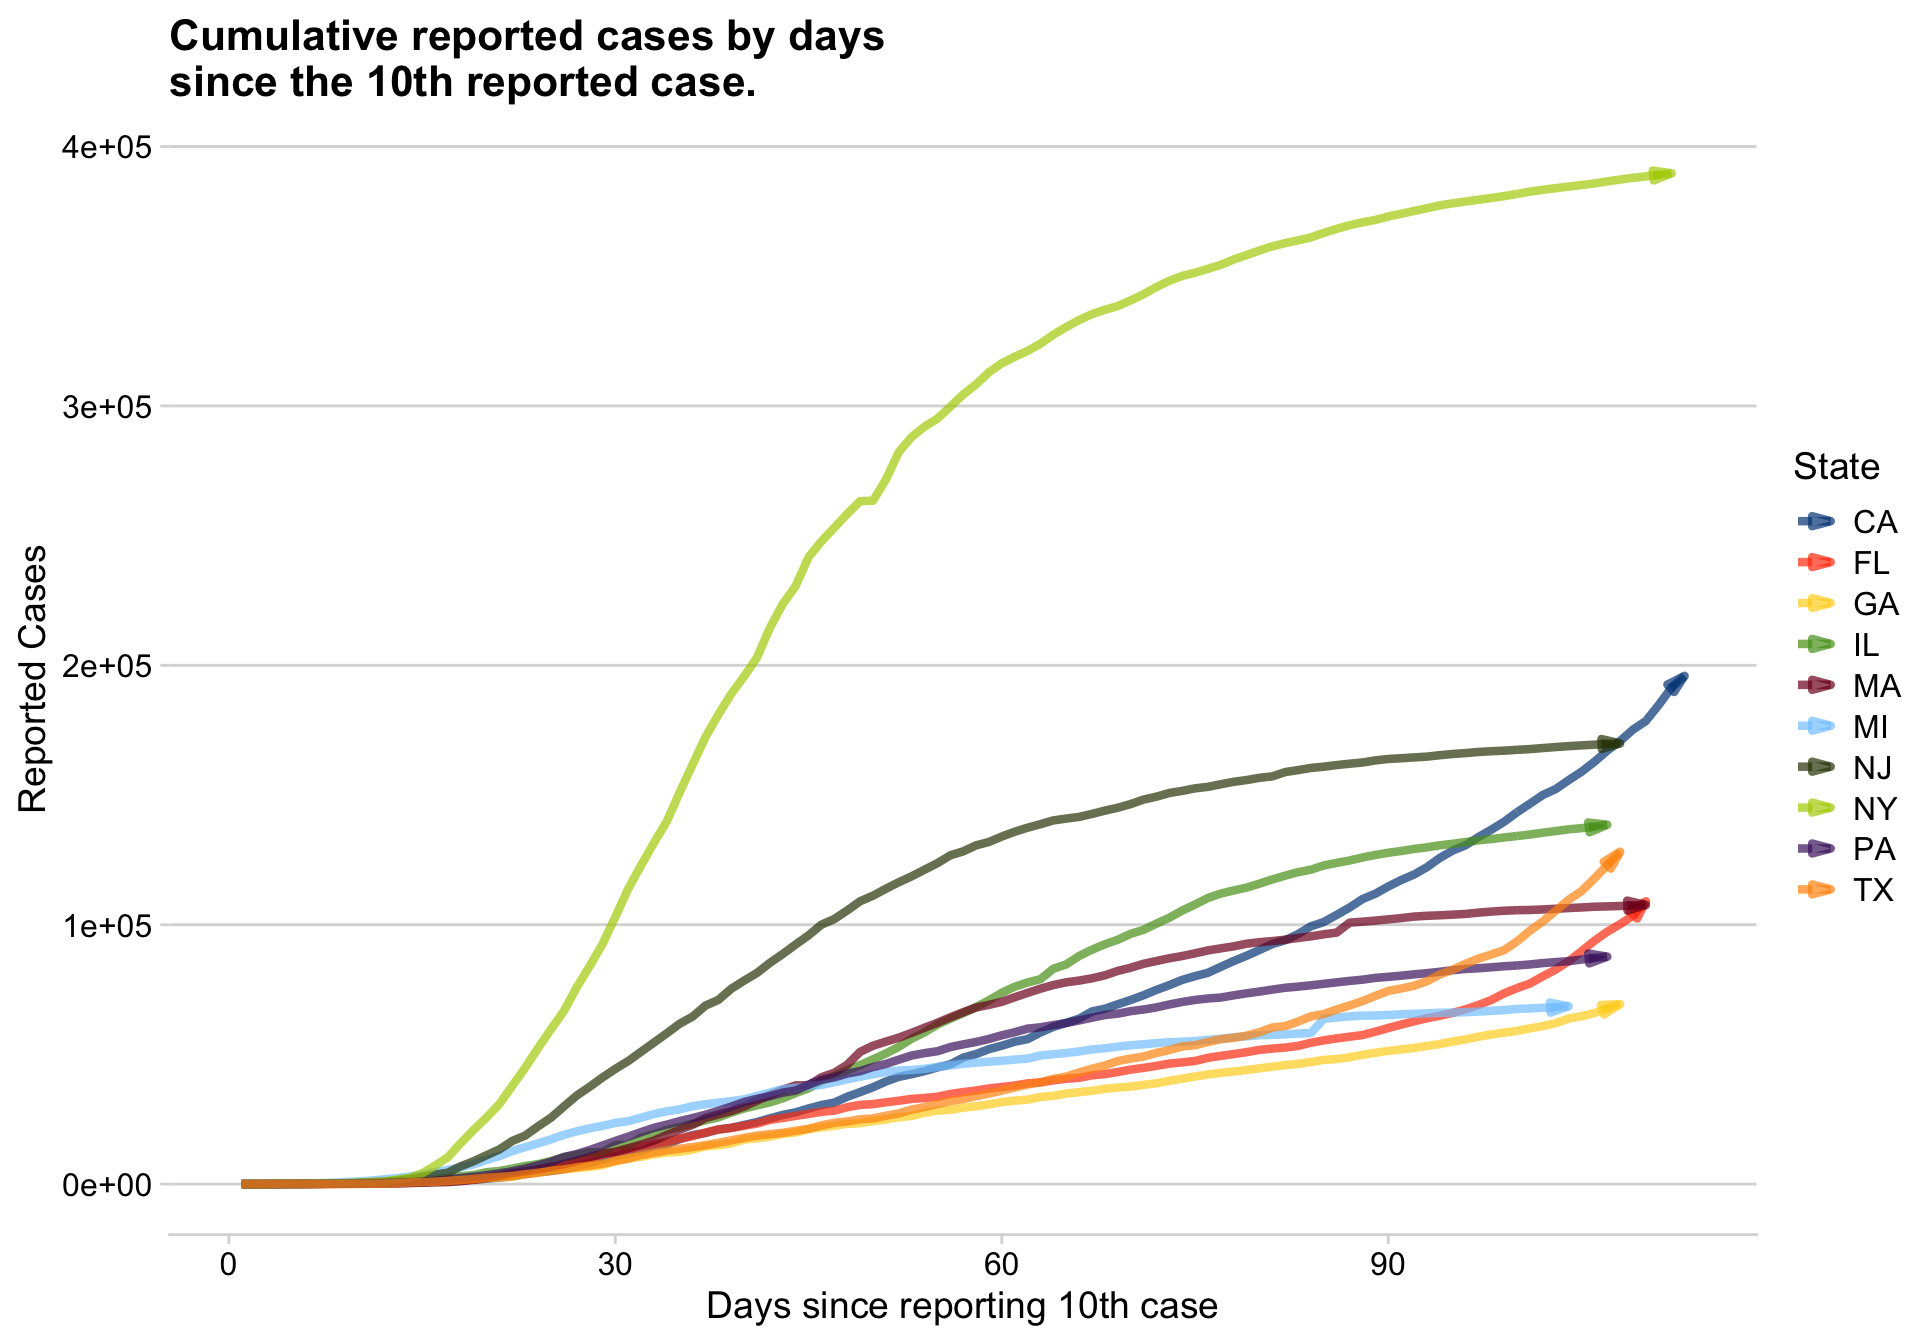 Cumulative reported cases by days
since the 10th reported case.
4e+05
3e+05
2e+05
1e+05
0e+00
Reported Cases
0 30 60 90
Days since reporting 10th case
State
CA
FL
GA
IL
MA
MI
NJ
NY
PA
TX